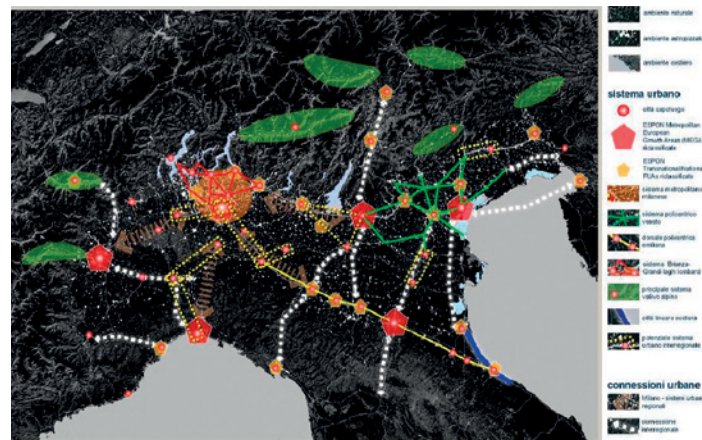 ambiente naturale
ambiente antropizzato
ambiente costiero
sistema urbano
città capoluogo
ESPON Metropolitan
European
Growth Areas (MEGA)
riclassificate
ESPON
Transnational/national
FUAs riclassificate
sistema metropolitano
milanese
sistema policentrico
veneto
dorsale policentrica
emiliana
sistema Brianza-
Grandi laghi lombardi
principale sistema
vallivo alpino
città lineare costiera
potenziale sistema
urbano interregionale
connessioni urbane
Milano - sistemi urbani
regionali
connessione
interregionale